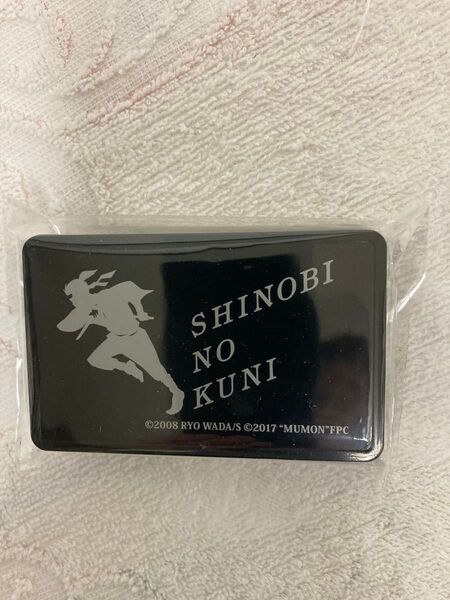 SHINOBI
NO
KUNI
©2008 RYO WADA/S ©2017 "MUMON"FPC